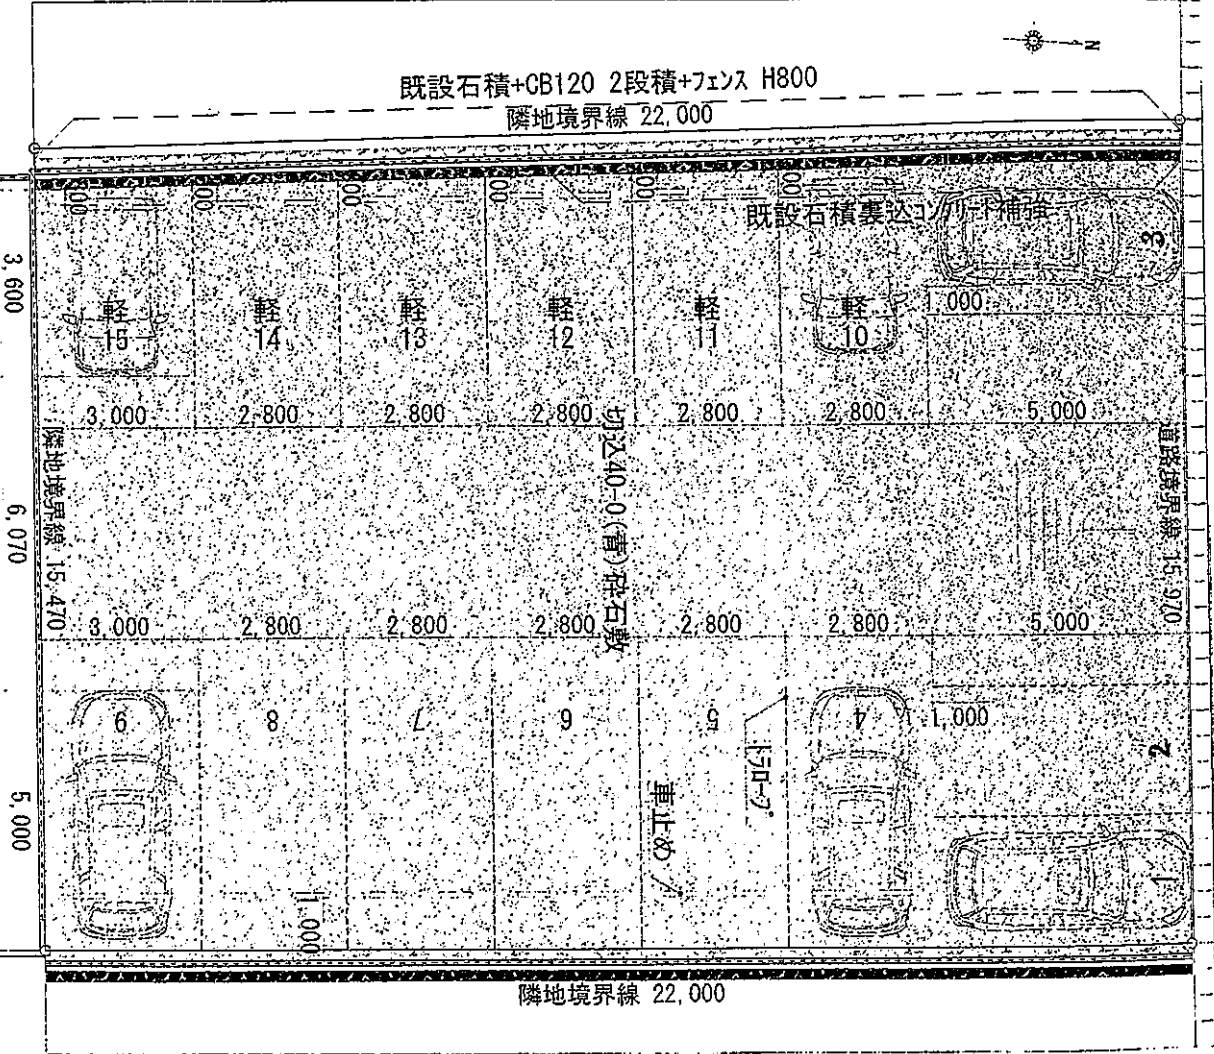 N
既設石積+CB120 2段積+フェンス H800
隣地境界線 22,000
既設石積裏込コンクリート補強
3
3,600
1,000
軽 15
軽 14
軽 13
軽 12
軽 11
軽 10
3,000 2,800 2,800 2,800 2,800 2,800 5,000
隣地境界線 15,470
6,070
切込40-0(青)砕石敷
道路境界線 15,970
3,000 2,800 2,800 2,800 2,800 2,800 5,000
9 8 7 6 5 4
1,000
2
トラロープ
車止め
5,000
1,000
1
隣地境界線 22,000